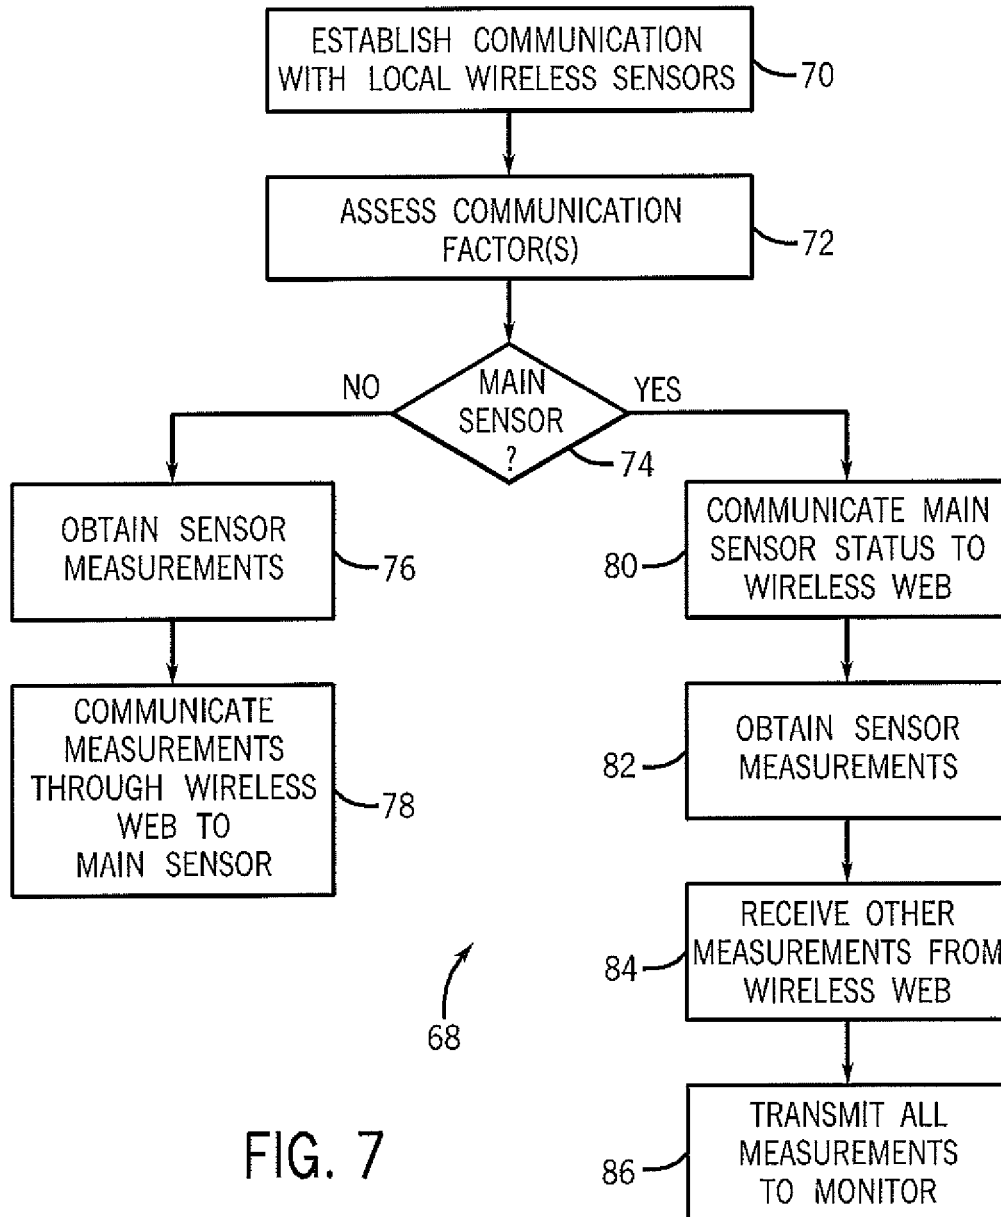 ESTABLISH COMMUNICATION
WITH LOCAL WIRELESS SENSORS
70
ASSESS COMMUNICATION
FACTOR(S)
72
NO
MAIN
SENSOR
?
YES
74
OBTAIN SENSOR
MEASUREMENTS
76
COMMUNICATE
MEASUREMENTS
THROUGH WIRELESS
WEB TO
MAIN SENSOR
78
COMMUNICATE MAIN
SENSOR STATUS TO
WIRELESS WEB
80
OBTAIN SENSOR
MEASUREMENTS
82
RECEIVE OTHER
MEASUREMENTS FROM
WIRELESS WEB
84
TRANSMIT ALL
MEASUREMENTS
TO MONITOR
86
68
FIG. 7